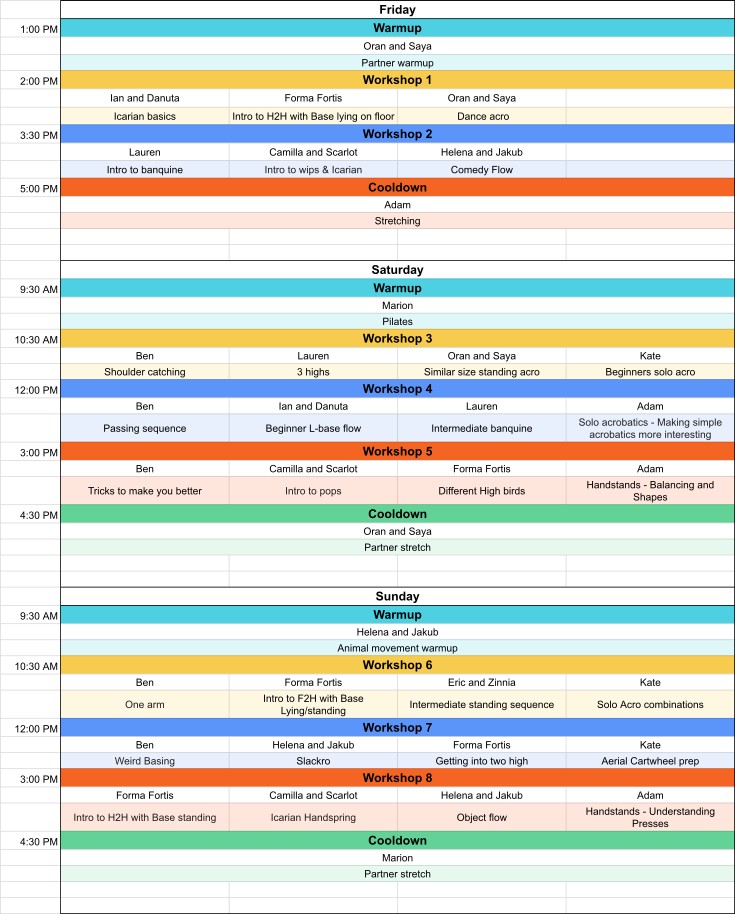 Friday
1:00 PM Warmup
Oran and Saya
Partner warmup
2:00 PM Workshop 1
Ian and Danuta Forma Fortis Oran and Saya
Icarian basics Intro to H2H with Base lying on floor Dance acro
3:30 PM Workshop 2
Lauren Camilla and Scarlot Helena and Jakub
Intro to banquine Intro to wips & Icarian Comedy Flow
5:00 PM Cooldown
Adam
Stretching
Saturday
9:30 AM Warmup
Marion
Pilates
10:30 AM Workshop 3
Ben Lauren Oran and Saya Kate
Shoulder catching 3 highs Similar size standing acro Beginners solo acro
12:00 PM Workshop 4
Ben Ian and Danuta Lauren Adam
Passing sequence Beginner L-base flow Intermediate banquine Solo acrobatics - Making simple
acrobatics more interesting
3:00 PM Workshop 5
Ben Camilla and Scarlot Forma Fortis Adam
Tricks to make you better Intro to pops Different High birds Handstands - Balancing and
Shapes
4:30 PM Cooldown
Oran and Saya
Partner stretch
Sunday
9:30 AM Warmup
Helena and Jakub
Animal movement warmup
10:30 AM Workshop 6
Ben Forma Fortis Eric and Zinnia Kate
One arm Intro to F2H with Base
Lying/standing Intermediate standing sequence Solo Acro combinations
12:00 PM Workshop 7
Ben Helena and Jakub Forma Fortis Kate
Weird Basing Slackro Getting into two high Aerial Cartwheel prep
3:00 PM Workshop 8
Forma Fortis Camilla and Scarlot Helena and Jakub Adam
Intro to H2H with Base standing Icarian Handspring Object flow Handstands - Understanding
Presses
4:30 PM Cooldown
Marion
Partner stretch